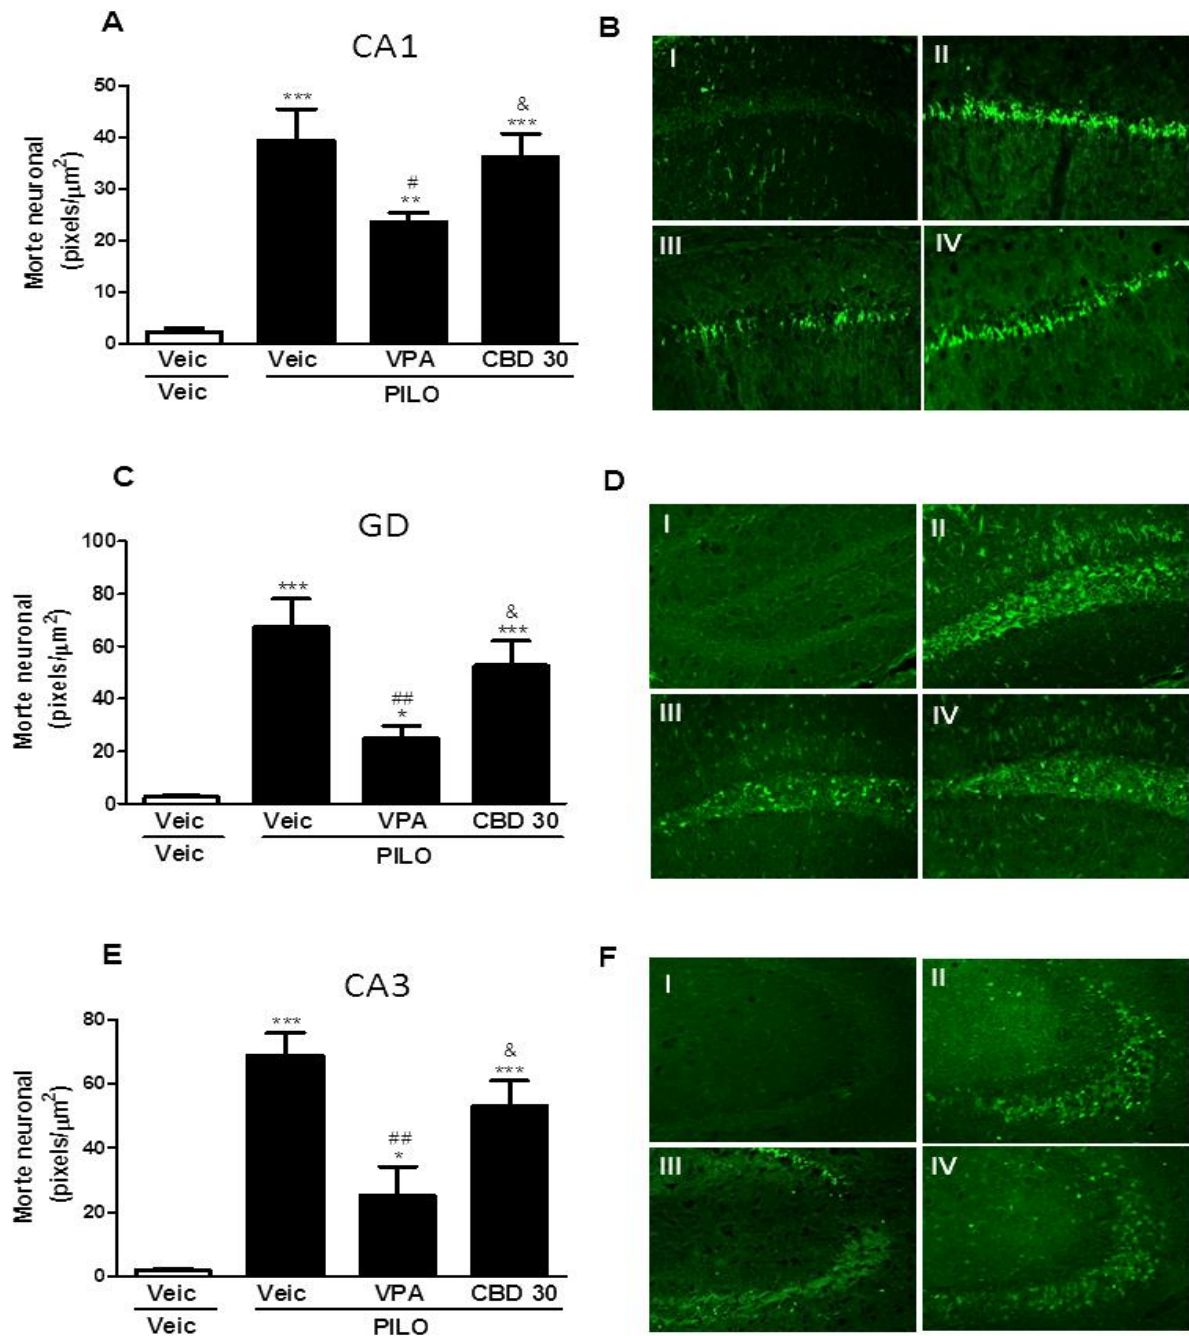 A
CA1
Morte neuronal
(pixels/µm²)
50
40
30
20
10
0
***
#
**
&
***
Veic Veic VPA CBD 30
Veic PILO
B
I
II
III
IV
C
GD
Morte neuronal
(pixels/µm²)
100
80
60
40
20
0
***
##
*
&
***
Veic Veic VPA CBD 30
Veic PILO
D
I
II
III
IV
E
CA3
Morte neuronal
(pixels/µm²)
80
60
40
20
0
***
##
*
&
***
Veic Veic VPA CBD 30
Veic PILO
F
I
II
III
IV